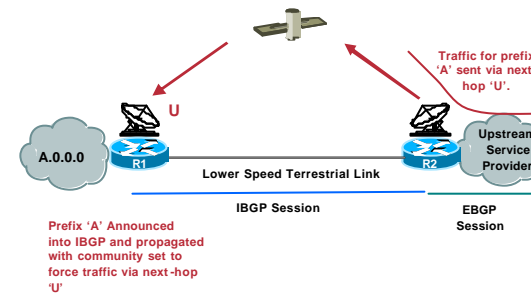 Traffic for prefix
‘A’ sent via next-
hop ‘U’.
U
A.0.0.0
R1
R2
Upstream
Service
Provider
Lower Speed Terrestrial Link
IBGP Session
EBGP
Session
Prefix ‘A’ Announced
into IBGP and propagated
with community set to
force traffic via next-hop
‘U’